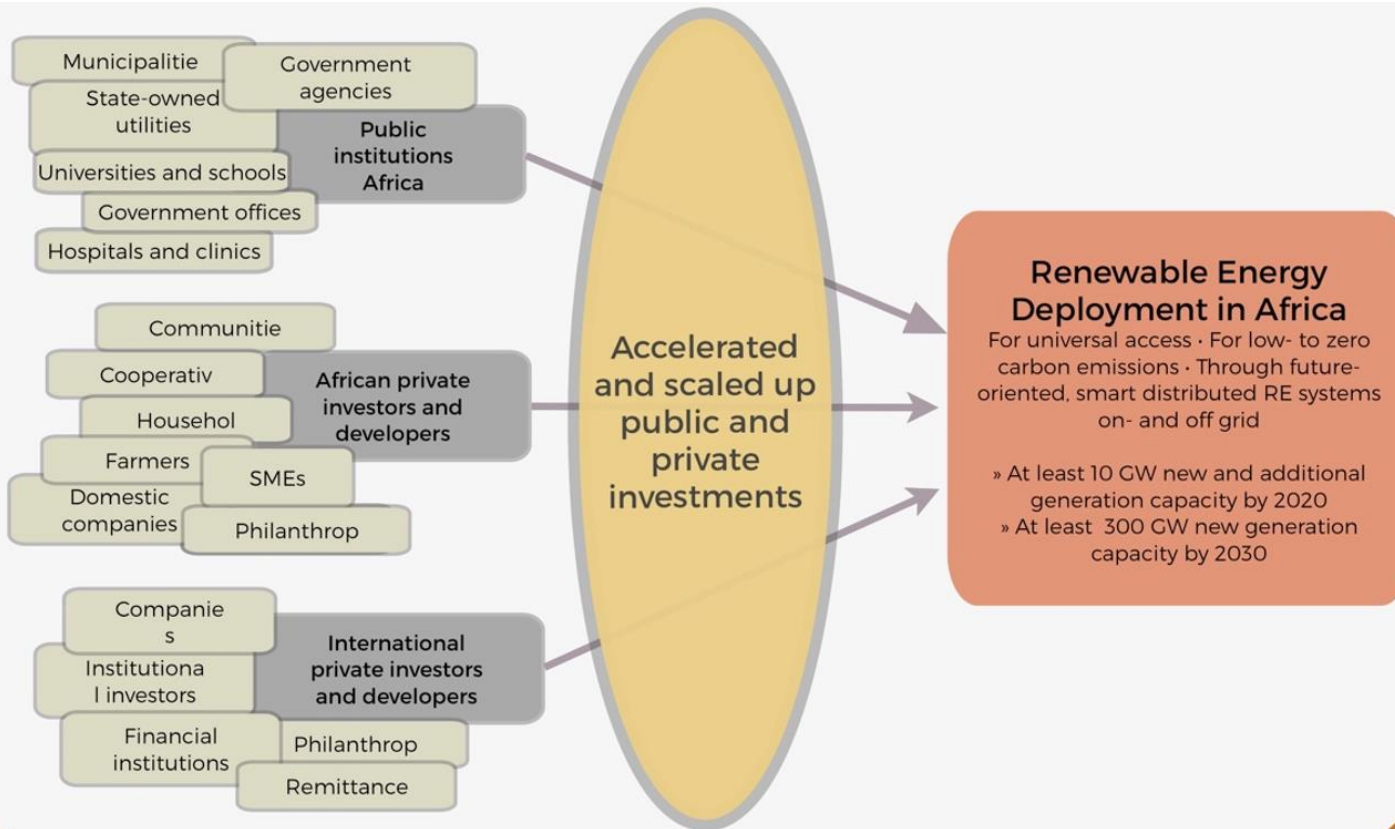 Municipalitie
Government
agencies
State-owned
utilities
Public
institutions
Africa
Universities and schools
Government offices
Hospitals and clinics
Communitie
Cooperativ
African private
investors and
developers
Househol
Farmers
SMEs
Domestic
companies
Philanthrop
Companie
s
International
private investors
and developers
Institutiona
l investors
Financial
institutions
Philanthrop
Remittance
Accelerated
and scaled up
public and
private
investments
Renewable Energy
Deployment in Africa
For universal access · For low- to zero
carbon emissions · Through future-
oriented, smart distributed RE systems
on- and off grid
» At least 10 GW new and additional
generation capacity by 2020
» At least 300 GW new generation
capacity by 2030